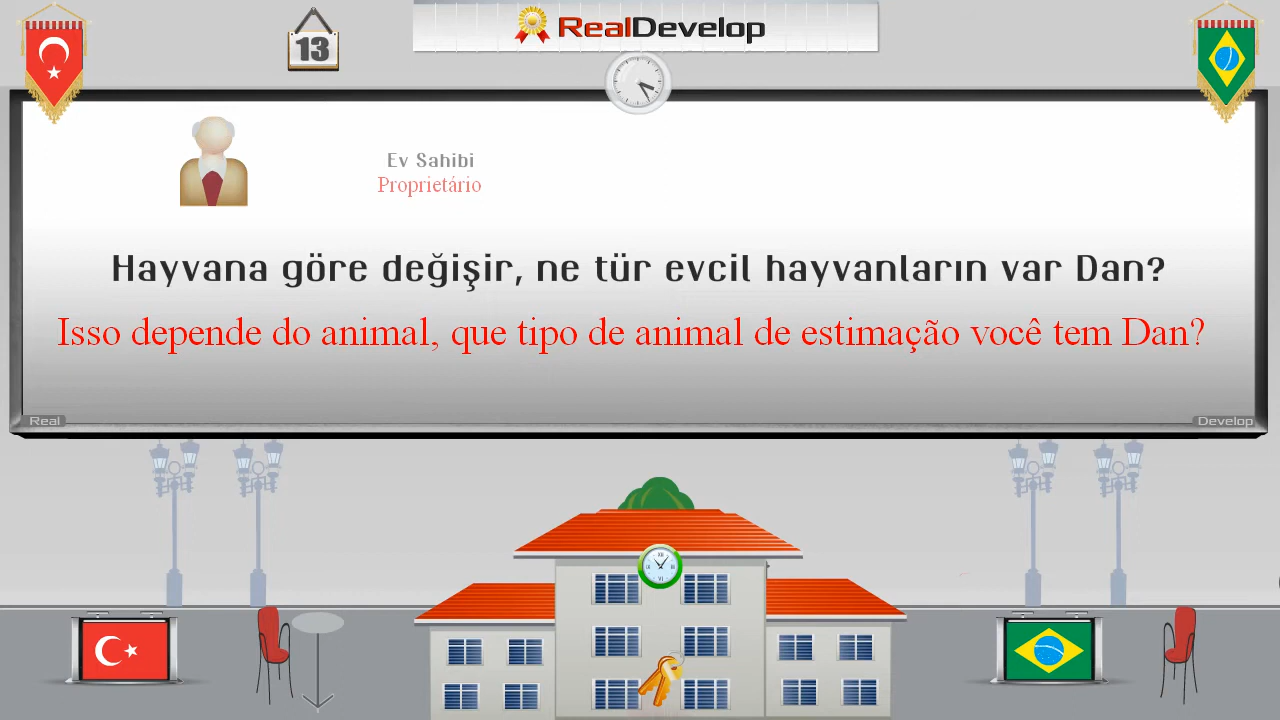 RealDevelop
13
Ev Sahibi
Proprietário
Hayvana göre değişir, ne tür evcil hayvanların var Dan?
Isso depende do animal, que tipo de animal de estimação você tem Dan?
Real
Develop